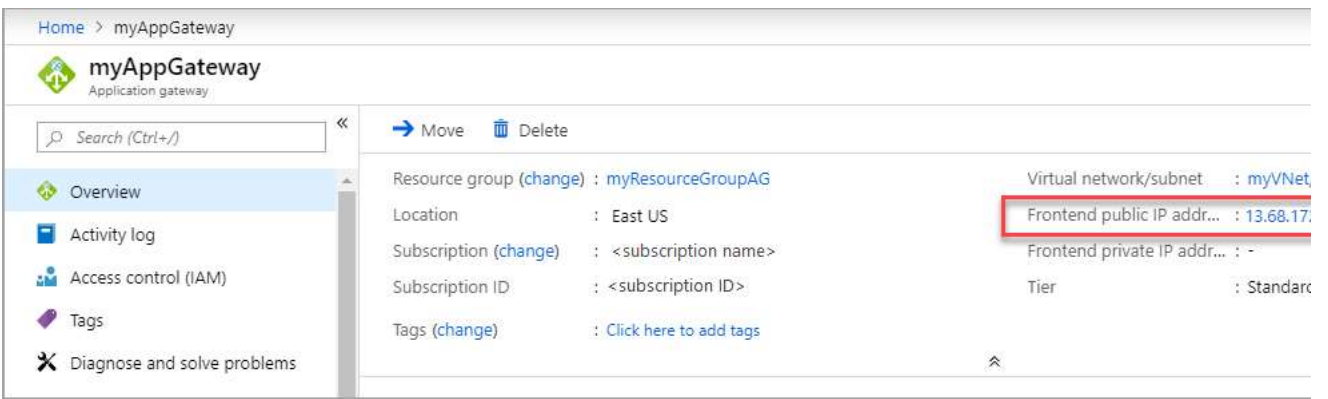 Home > myAppGateway
myAppGateway
Application gateway
Search (Ctrl+/)
«
Overview
Activity log
Access control (IAM)
Tags
Diagnose and solve problems
Move Delete
Resource group (change) : myResourceGroupAG
Location : East US
Subscription (change) : <subscription name>
Subscription ID : <subscription ID>
Tags (change) : Click here to add tags
Virtual network/subnet : myVNet/
Frontend public IP addr... : 13.68.17
Frontend private IP addr... : -
Tier : Standard